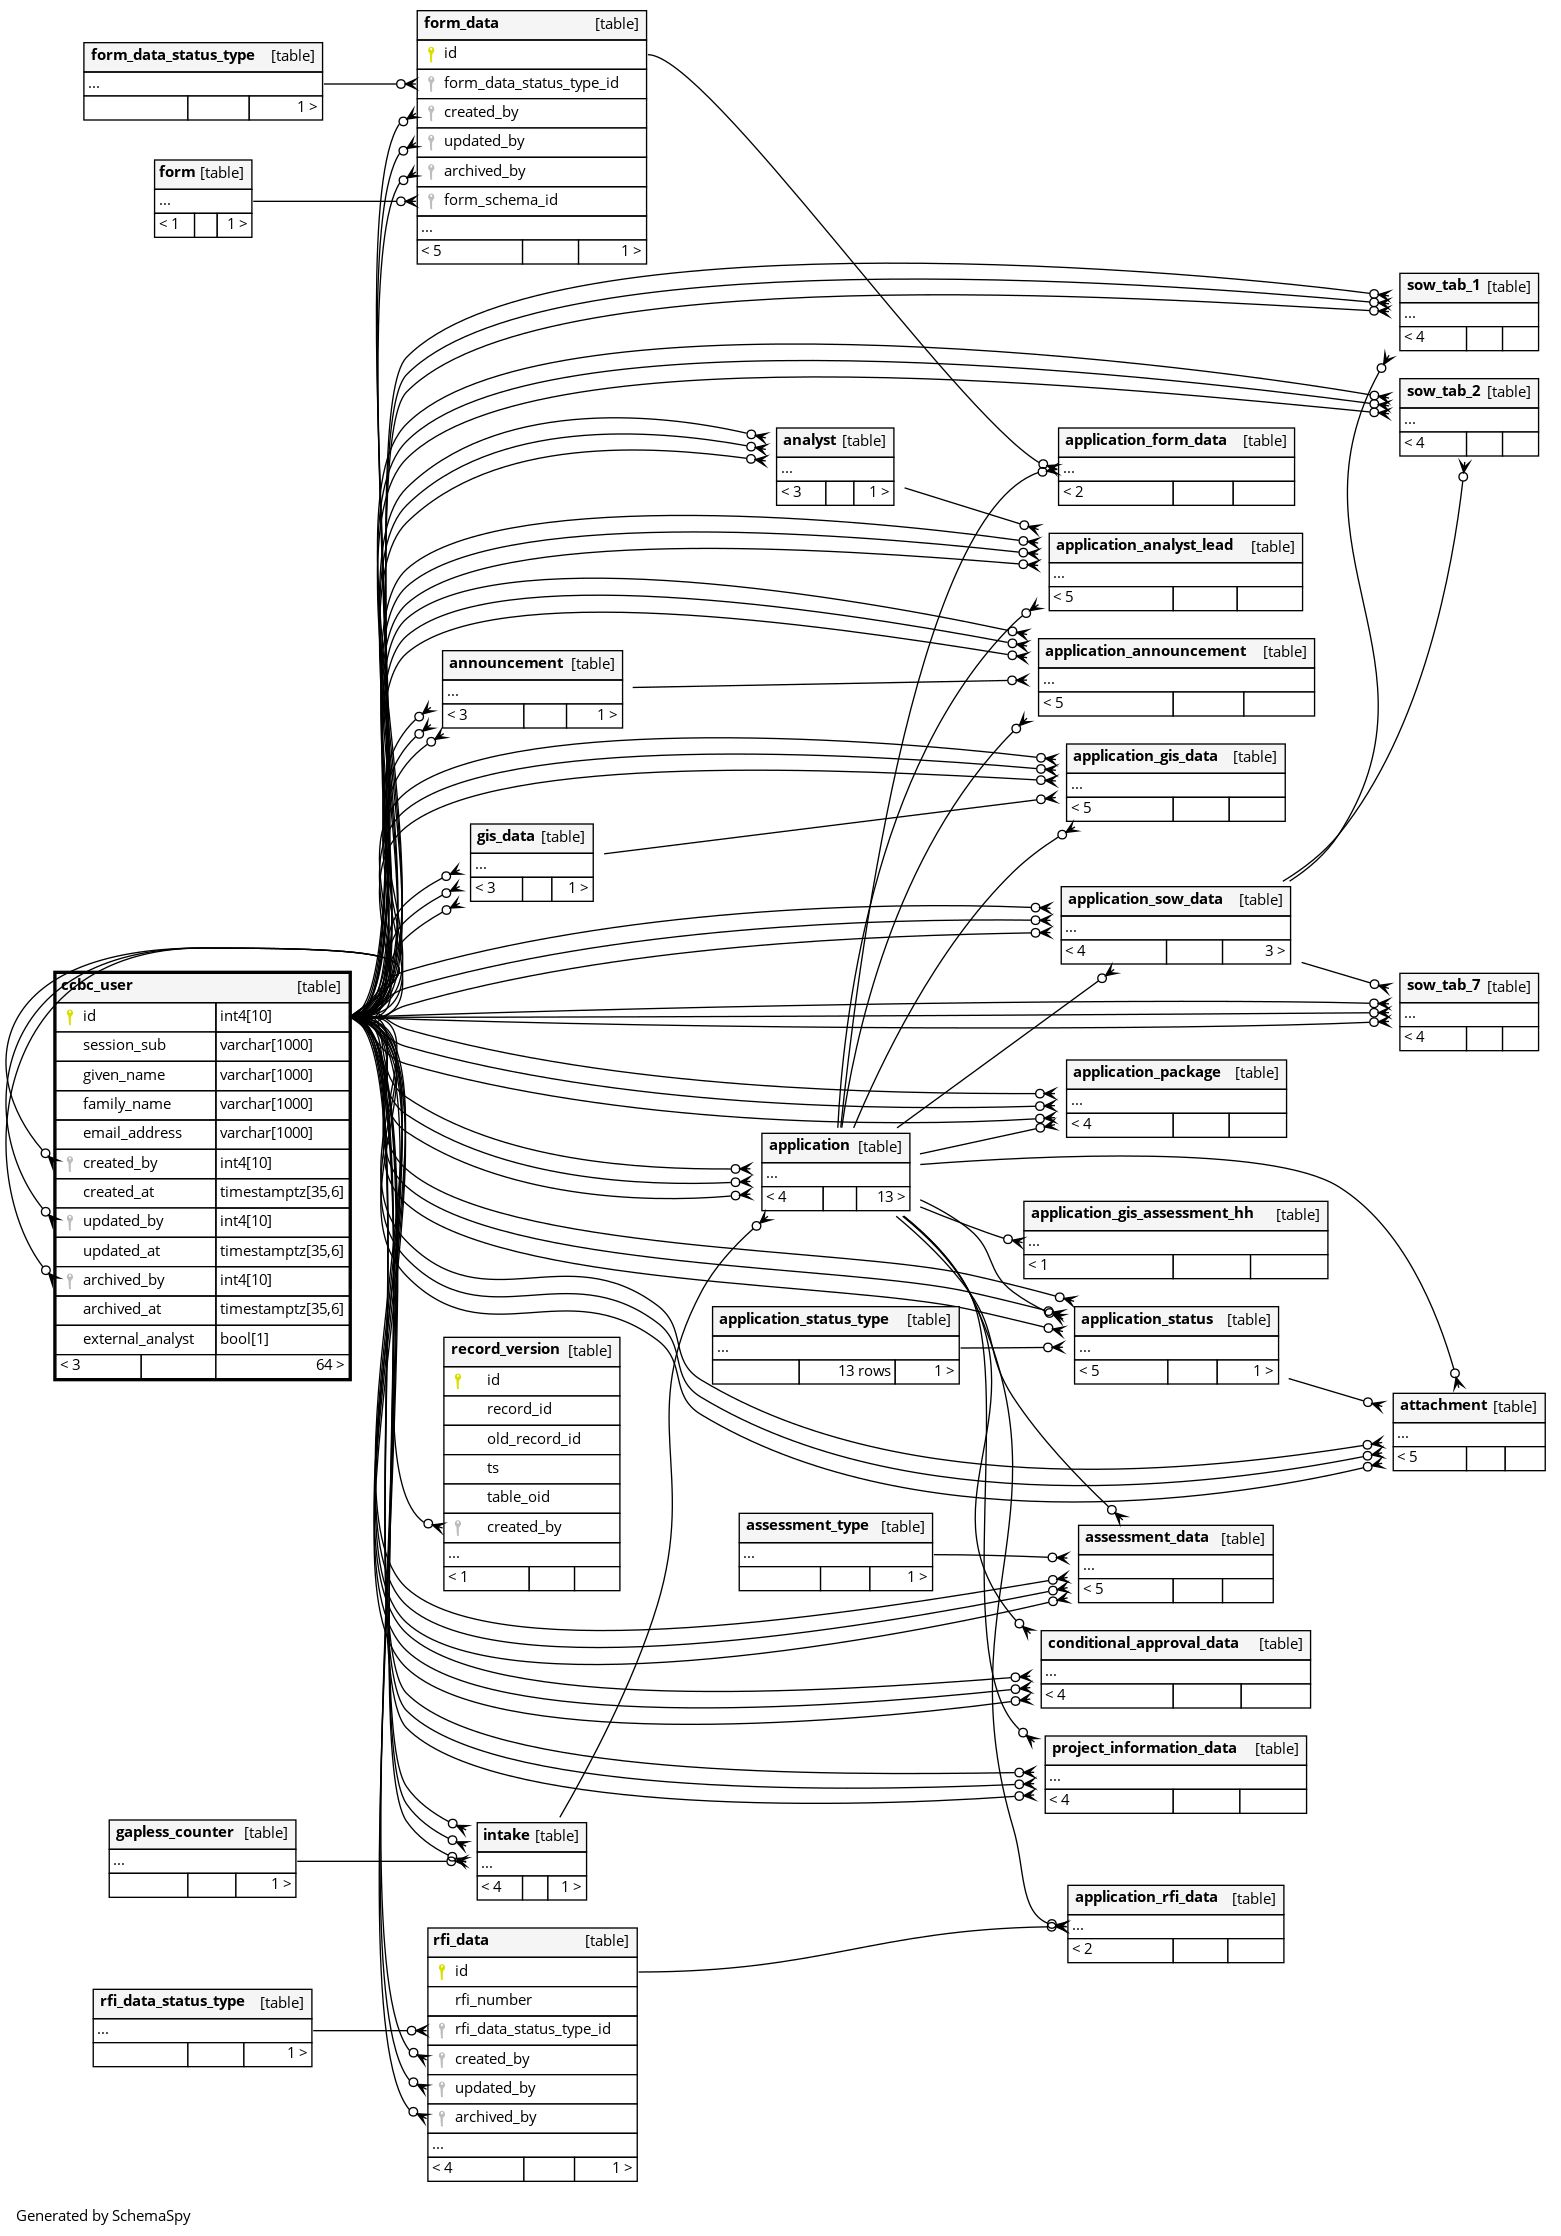 form_data [table]
id
form_data_status_type_id
created_by
updated_by
archived_by
form_schema_id
...
< 5 1 >
form_data_status_type [table]
...
1 >
form [table]
...
< 1 1 >
sow_tab_1 [table]
...
< 4
sow_tab_2 [table]
...
< 4
analyst [table]
...
< 3 1 >
application_form_data [table]
...
< 2
application_analyst_lead [table]
...
< 5
application_announcement [table]
...
< 5
announcement [table]
...
< 3 1 >
application_gis_data [table]
...
< 5
gis_data [table]
...
< 3 1 >
application_sow_data [table]
...
< 4 3 >
ccbc_user [table]
id int4[10]
session_sub varchar[1000]
given_name varchar[1000]
family_name varchar[1000]
email_address varchar[1000]
created_by int4[10]
created_at timestamptz[35,6]
updated_by int4[10]
updated_at timestamptz[35,6]
archived_by int4[10]
archived_at timestamptz[35,6]
external_analyst bool[1]
< 3 64 >
sow_tab_7 [table]
...
< 4
application_package [table]
...
< 4
application [table]
...
< 4 13 >
application_gis_assessment_hh [table]
...
< 1
application_status_type [table]
...
13 rows 1 >
application_status [table]
...
< 5 1 >
record_version [table]
id
record_id
old_record_id
ts
table_oid
created_by
...
< 1
attachment [table]
...
< 5
assessment_type [table]
...
1 >
assessment_data [table]
...
< 5
conditional_approval_data [table]
...
< 4
project_information_data [table]
...
< 4
gapless_counter [table]
...
1 >
intake [table]
...
< 4 1 >
application_rfi_data [table]
...
< 2
rfi_data [table]
id
rfi_number
rfi_data_status_type_id
created_by
updated_by
archived_by
...
< 4 1 >
rfi_data_status_type [table]
...
1 >
Generated by SchemaSpy